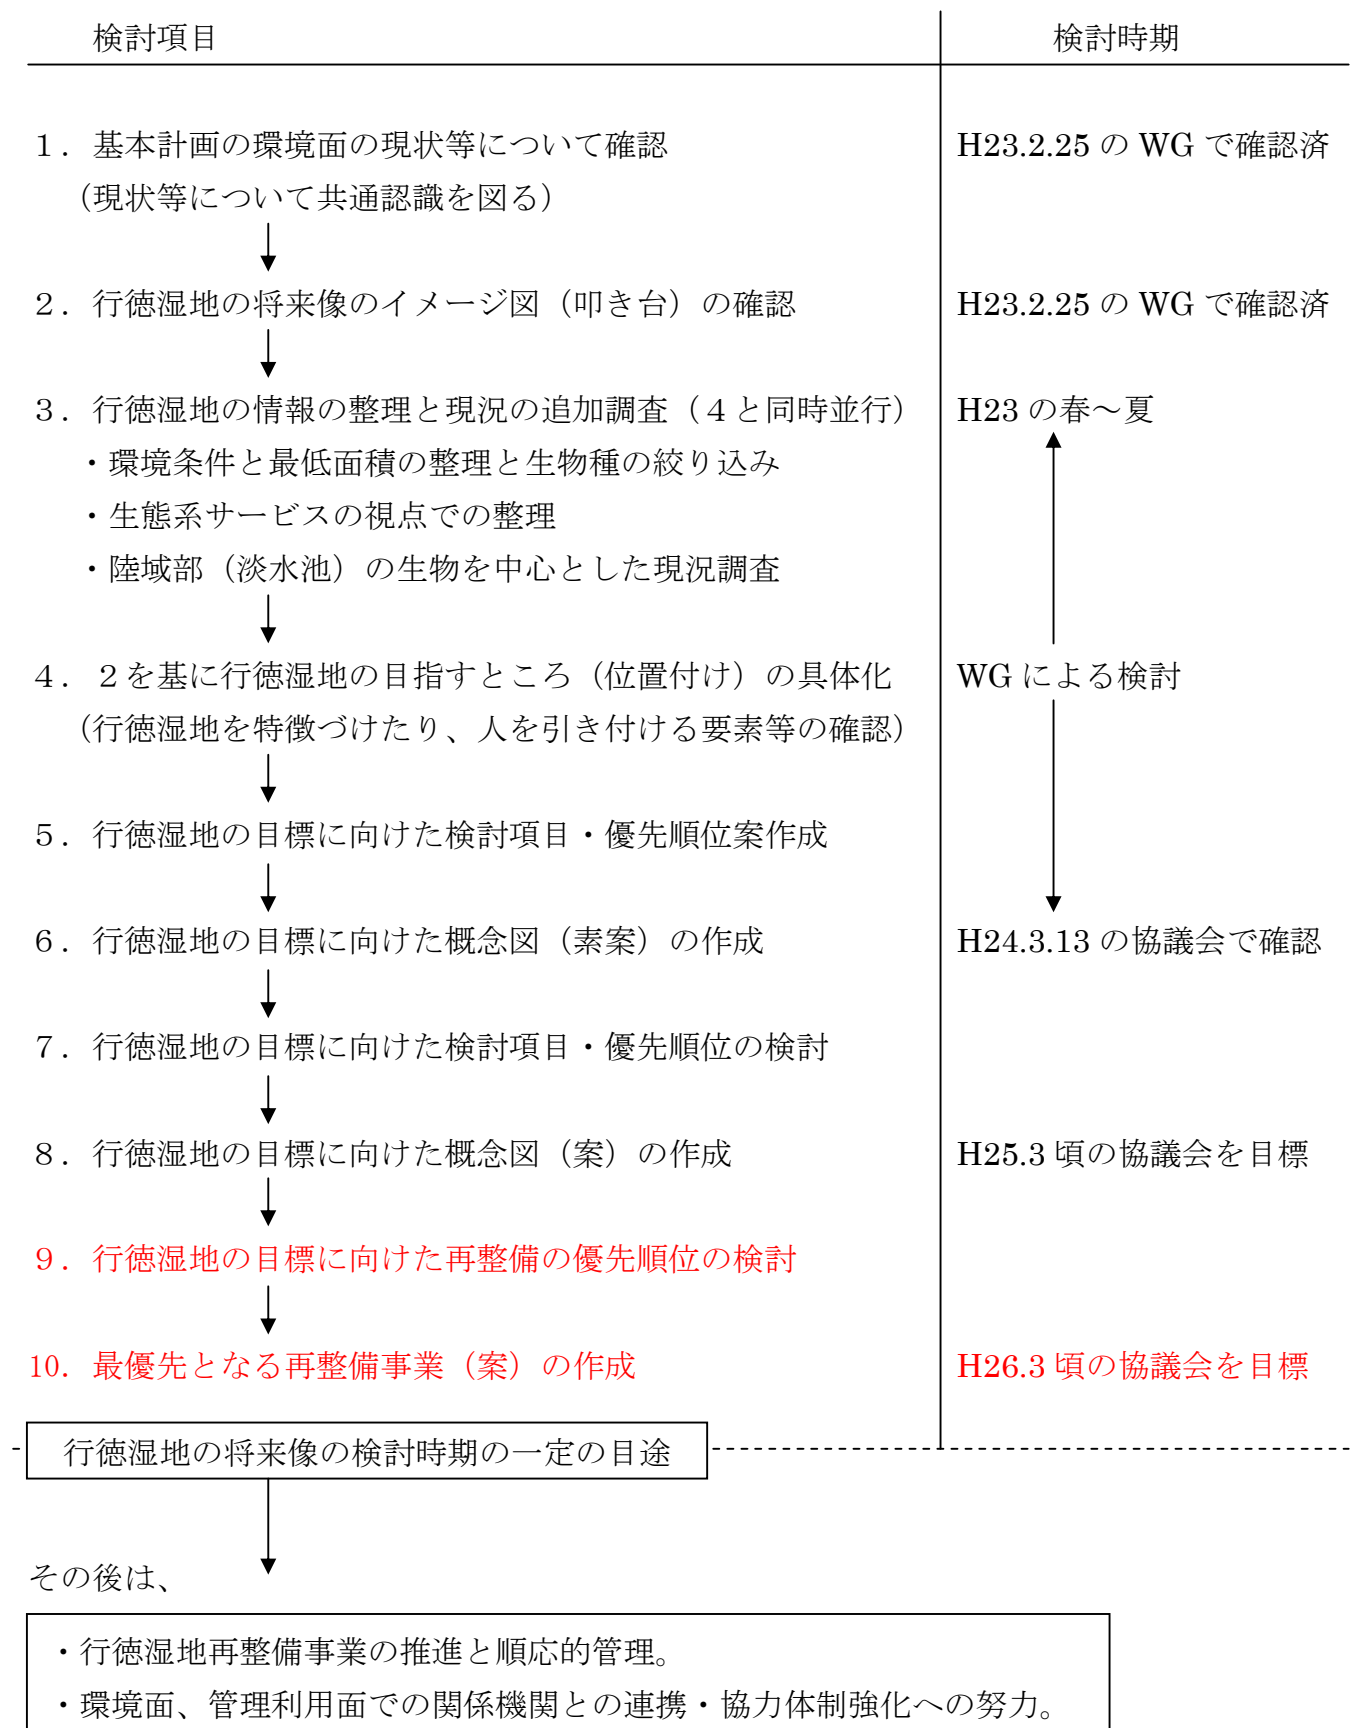 検討項目 検討時期
１．基本計画の環境面の現状等について確認 H23.2.25 の WG で確認済
（現状等について共通認識を図る）
２．行徳湿地の将来像のイメージ図（叩き台）の確認 H23.2.25 の WG で確認済
３．行徳湿地の情報の整理と現況の追加調査（４と同時並行） H23 の春～夏
・環境条件と最低面積の整理と生物種の絞り込み
・生態系サービスの視点での整理
・陸域部（淡水池）の生物を中心とした現況調査
４． ２を基に行徳湿地の目指すところ（位置付け）の具体化 WG による検討
（行徳湿地を特徴づけたり、人を引き付ける要素等の確認）
５．行徳湿地の目標に向けた検討項目・優先順位案作成
６．行徳湿地の目標に向けた概念図（素案）の作成 H24.3.13 の協議会で確認
７．行徳湿地の目標に向けた検討項目・優先順位の検討
８．行徳湿地の目標に向けた概念図（案）の作成 H25.3 頃の協議会を目標
９．行徳湿地の目標に向けた再整備の優先順位の検討
10．最優先となる再整備事業（案）の作成 H26.3 頃の協議会を目標
行徳湿地の将来像の検討時期の一定の目途
その後は、
・行徳湿地再整備事業の推進と順応的管理。
・環境面、管理利用面での関係機関との連携・協力体制強化への努力。